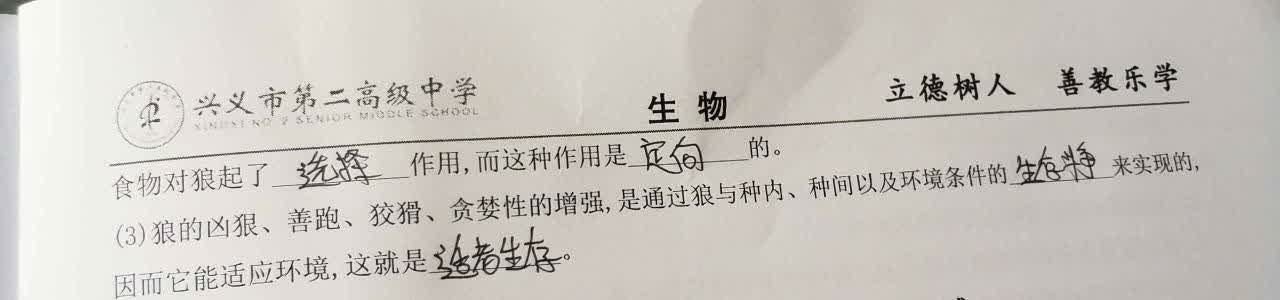 兴义市第二高级中学
XINGYI NO 2 SENIOR MIDDLE SCHOOL
生 物
立德树人 善教乐学
食物对狼起了 选择 作用,而这种作用是 定向 的。
(3)狼的凶狠、善跑、狡猾、贪婪性的增强,是通过狼与种内、种间以及环境条件的 生存斗争 来实现的,
因而它能适应环境,这就是 适者生存。